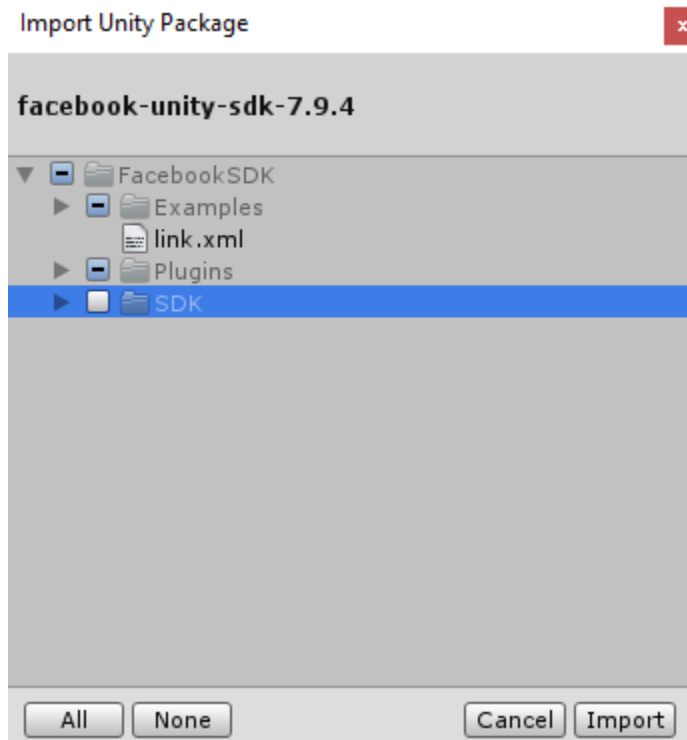 Import Unity Package
x
facebook-unity-sdk-7.9.4
FacebookSDK
Examples
link.xml
Plugins
SDK
All None Cancel Import